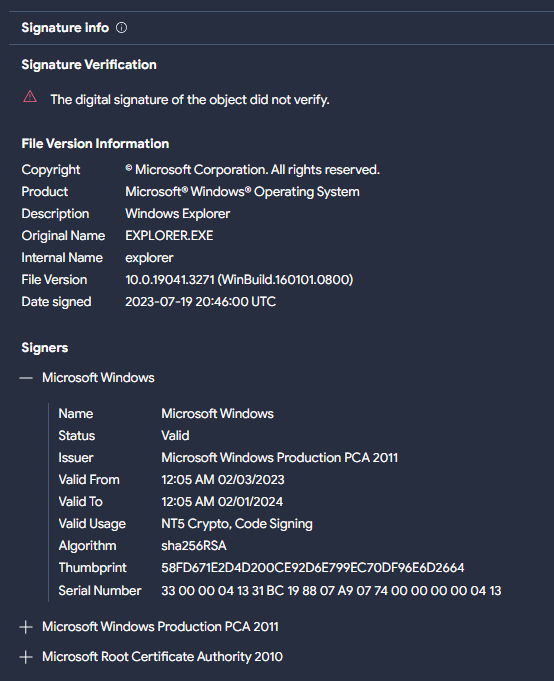 Signature info
Signature Verification
The digital signature of the object did not verify.
File Version Information
Copyright © Microsoft Corporation. All rights reserved.
Product Microsoft® Windows® Operating System
Description Windows Explorer
Original Name EXPLORER.EXE
Internal Name explorer
File Version 10.0.19041.3271 (WinBuild.160101.0800)
Date signed 2023-07-19 20:46:00 UTC
Signers
Microsoft Windows
Name Microsoft Windows
Status Valid
Issuer Microsoft Windows Production PCA 2011
Valid From 12:05 AM 02/03/2023
Valid To 12:05 AM 02/01/2024
Valid Usage NT5 Crypto, Code Signing
Algorithm sha256RSA
Thumbprint 58FD671E2D4D200CE92D6E799EC70DF96E6D2664
Serial Number 33 00 00 04 13 31 BC 19 88 07 A9 07 74 00 00 00 00 04 13
Microsoft Windows Production PCA 2011
Microsoft Root Certificate Authority 2010